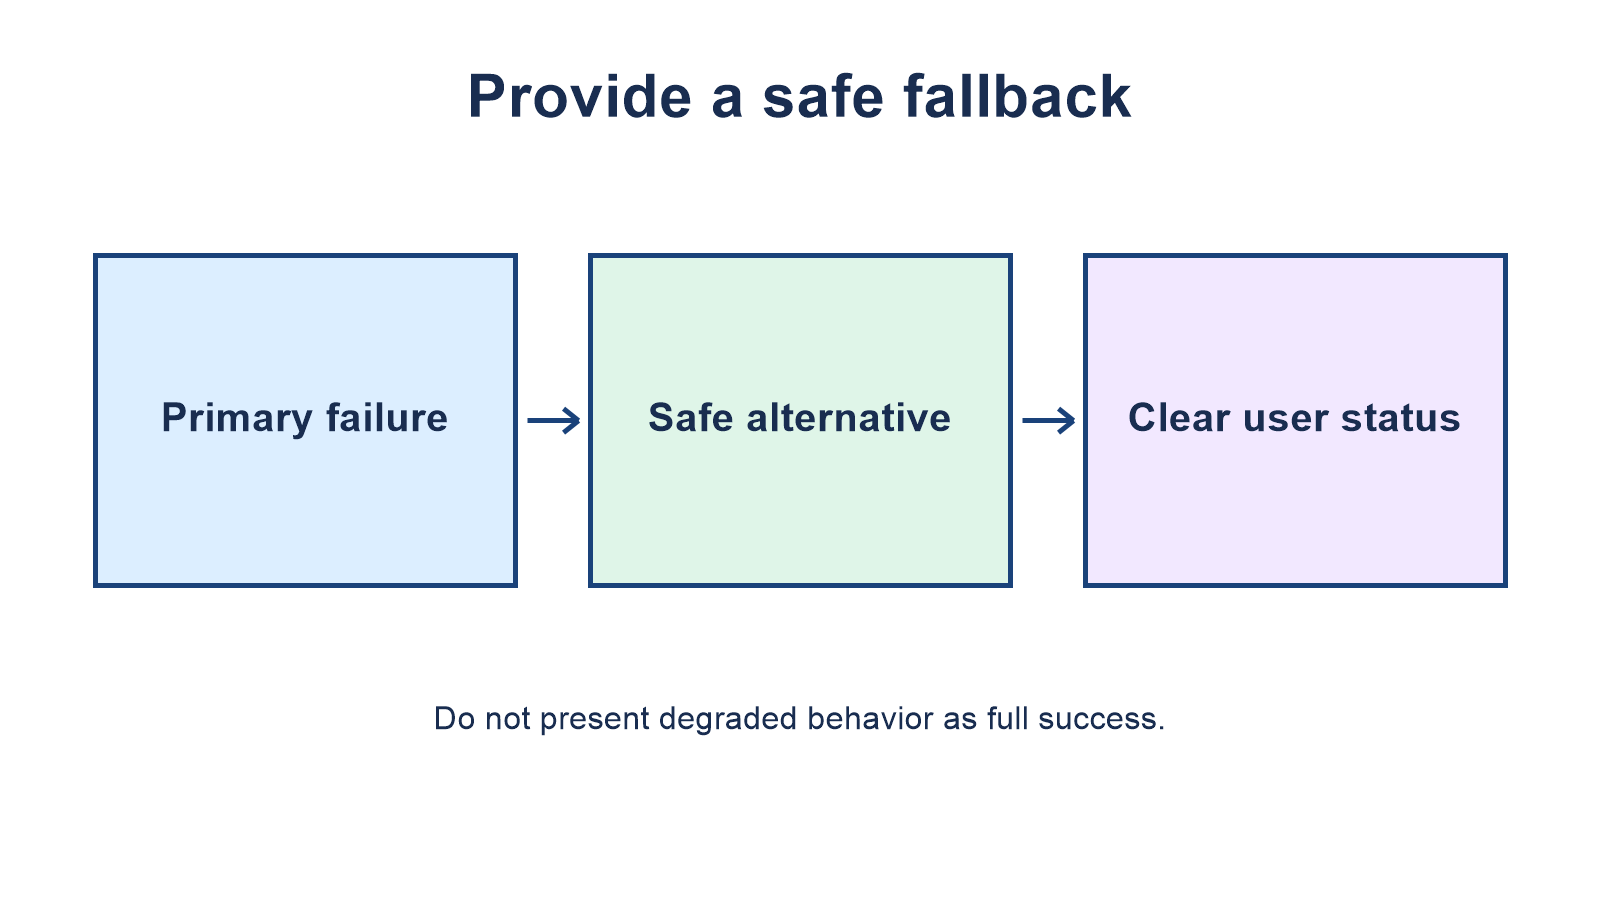 Provide a safe fallback
Primary failure
Safe alternative
Clear user status
Do not present degraded behavior as full success.